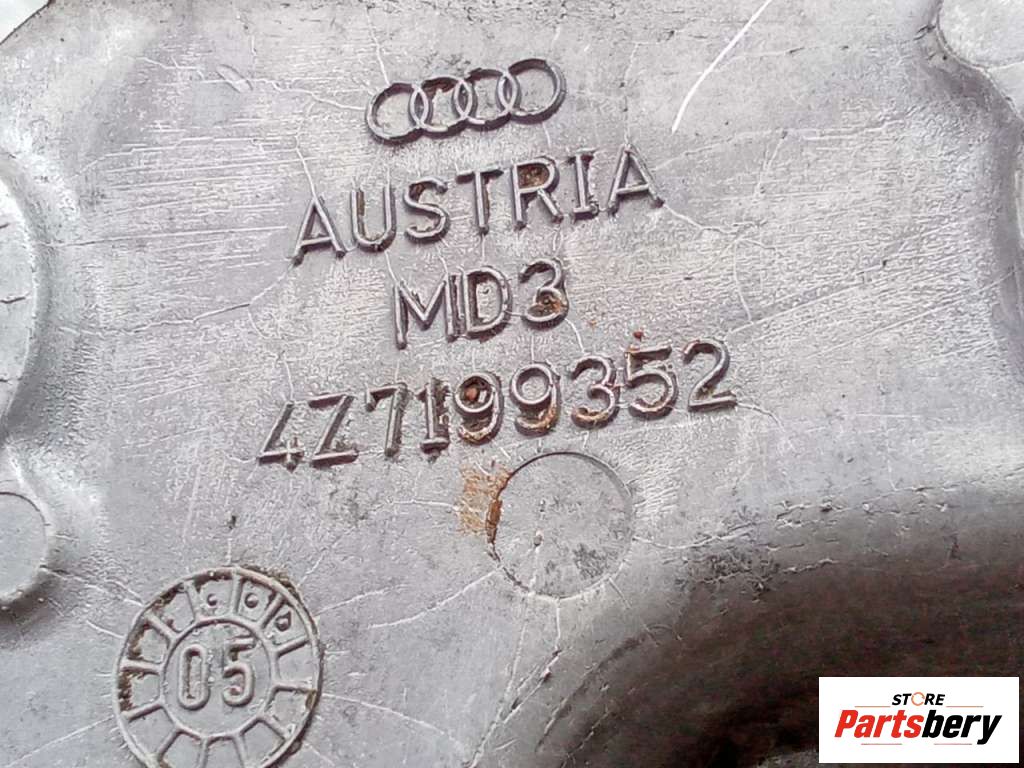 AUSTRIA
MD3
4Z7199352
05
STORE
Partsbery